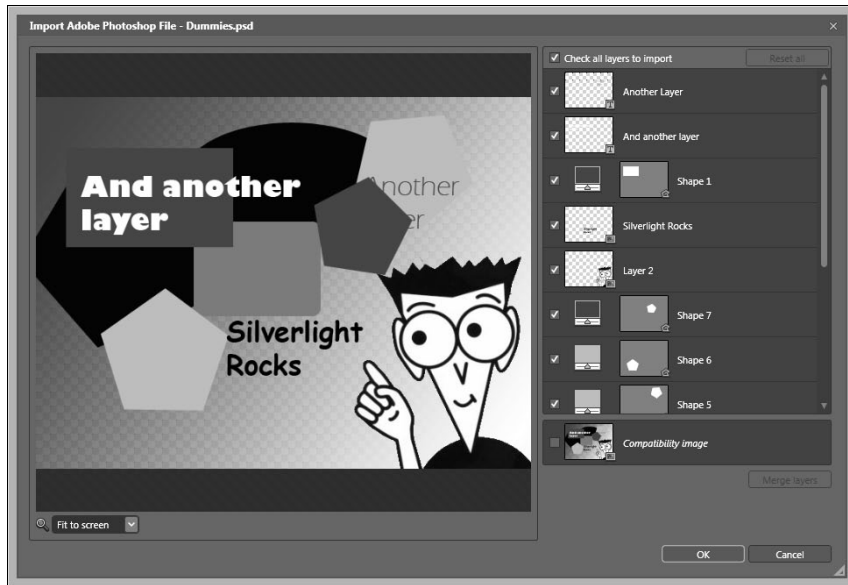 Import Adobe Photoshop File - Dummies.psd
And another
layer
Another
Silverlight
Rocks
Fit to screen
Check all layers to import
Reset all
Another Layer
And another layer
Shape 1
Silverlight Rocks
Layer 2
Shape 7
Shape 6
Shape 5
Compatibility image
Merge layers
OK
Cancel